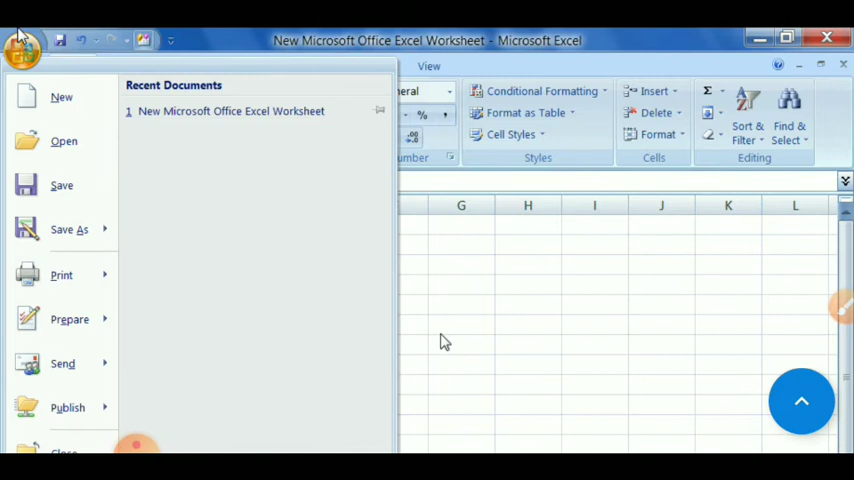 New Microsoft Office Excel Worksheet - Microsoft Excel
View
Recent Documents
1 New Microsoft Office Excel Worksheet
New
Open
Save
Save As
Print
Prepare
Send
Publish
Close
neral
%
,
Conditional Formatting
Format as Table
Cell Styles
Styles
Insert
Delete
Format
Cells
Σ
Sort &
Filter
Find &
Select
Editing
G H I J K L